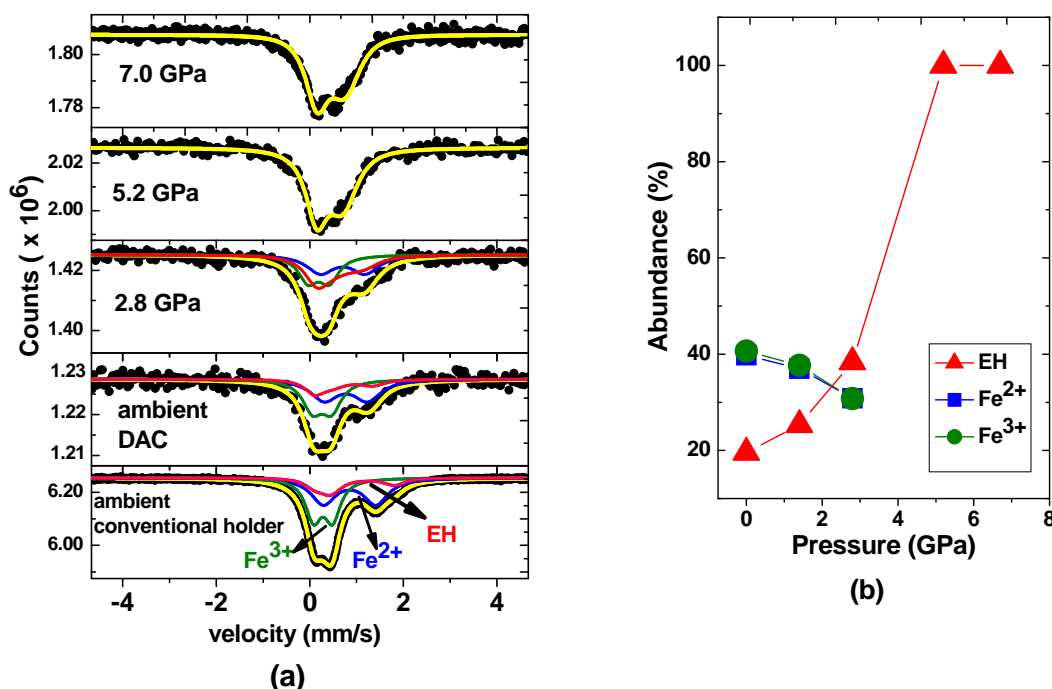 1.80
1.78
7.0 GPa
2.02
2.00
5.2 GPa
1.42
1.40
2.8 GPa
1.23
1.22
1.21
ambient
DAC
6.20
6.00
ambient
conventional holder
Fe3+
Fe2+
EH
Counts ( x 10^6)
-4 -2 0 2 4
velocity (mm/s)
(a)
100
80
60
40
20
Abundance (%)
EH
Fe2+
Fe3+
0 2 4 6 8
Pressure (GPa)
(b)